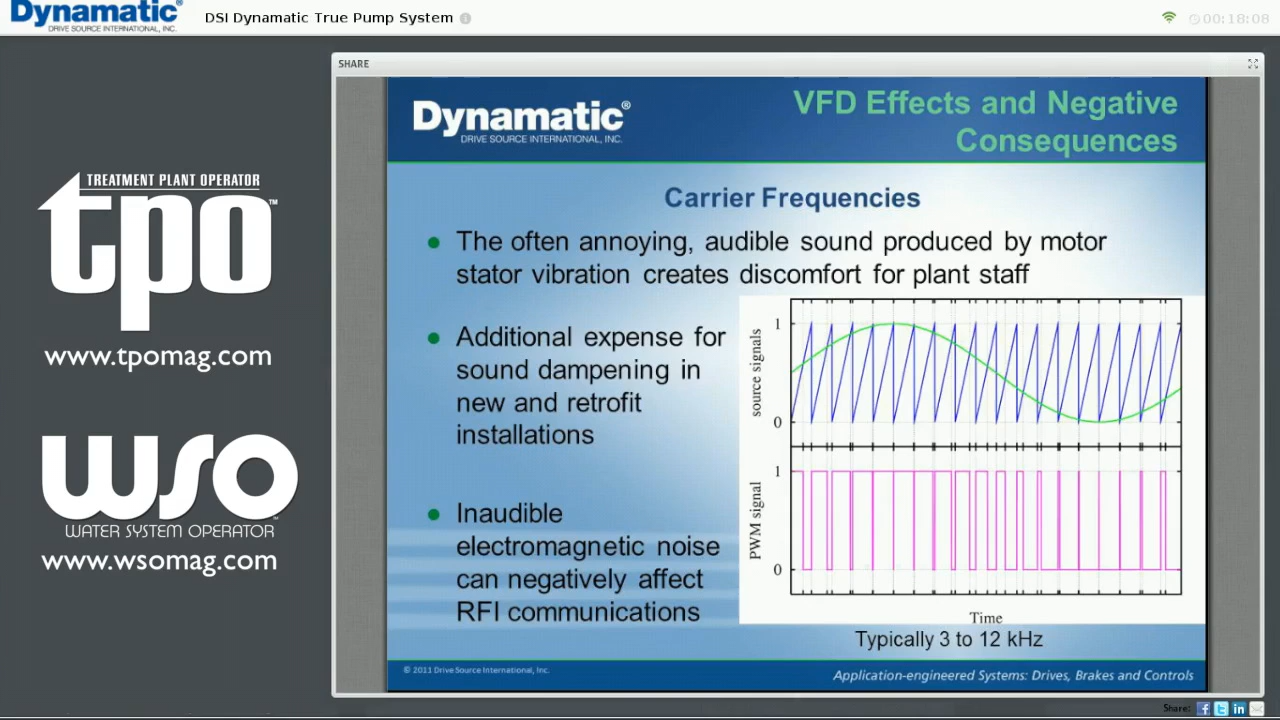 Dynamatic®
DRIVE SOURCE INTERNATIONAL, INC.
DSI Dynamatic True Pump System
00:18:08
SHARE
TREATMENT PLANT OPERATOR
tpo™
www.tpomag.com
wso
WATER SYSTEM OPERATOR
www.wsomag.com
Dynamatic®
DRIVE SOURCE INTERNATIONAL, INC.
VFD Effects and Negative
Consequences
Carrier Frequencies
• The often annoying, audible sound produced by motor
stator vibration creates discomfort for plant staff
• Additional expense for
sound dampening in
new and retrofit
installations
• Inaudible
electromagnetic noise
can negatively affect
RFI communications
1
source signals
0
1
PWM signal
0
Time
Typically 3 to 12 kHz
© 2011 Drive Source International, Inc.
Application-engineered Systems: Drives, Brakes and Controls
Share: